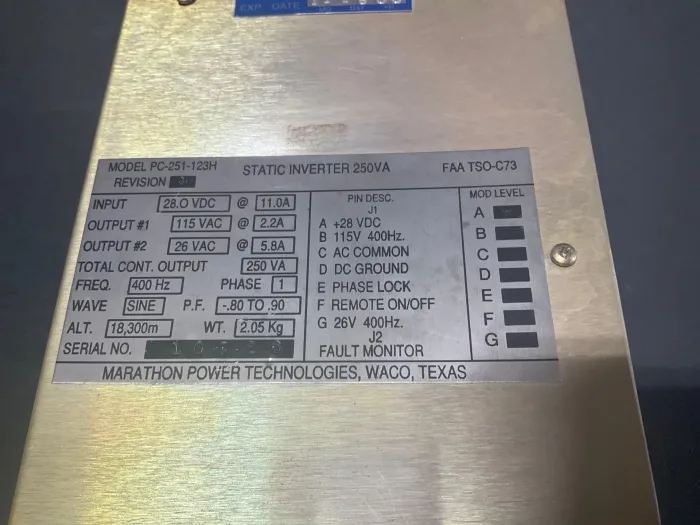 EXP DATE
MODEL PC-251-123H STATIC INVERTER 250VA FAA TSO-C73
REVISION
INPUT 28.0 VDC @ 11.0A
OUTPUT #1 115 VAC @ 2.2A
OUTPUT #2 26 VAC @ 5.8A
TOTAL CONT. OUTPUT 250 VA
FREQ. 400 Hz PHASE 1
WAVE SINE P.F. -.80 TO .90
ALT. 18,300m WT. 2.05 Kg
SERIAL NO.
PIN DESC.
J1
A +28 VDC
B 115V 400Hz.
C AC COMMON
D DC GROUND
E PHASE LOCK
F REMOTE ON/OFF
G 26V 400Hz.
J2
FAULT MONITOR
MOD LEVEL
A
B
C
D
E
F
G
MARATHON POWER TECHNOLOGIES, WACO, TEXAS